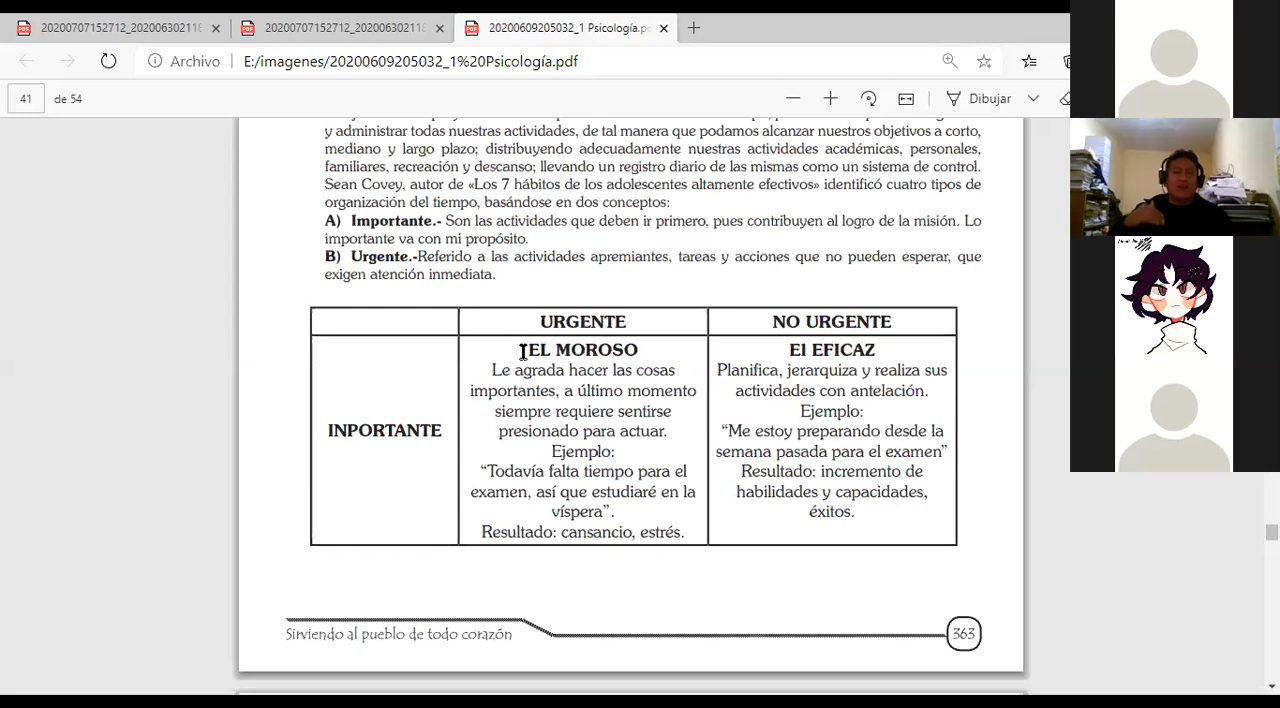 20200707152712_2020063021
20200707152712_2020063021
20200609205032_1 Psicología.p
Archivo
E:/imagenes/20200609205032_1%20Psicología.pdf
41
de 54
Dibujar
y administrar todas nuestras actividades, de tal manera que podamos alcanzar nuestros objetivos a corto,
mediano y largo plazo; distribuyendo adecuadamente nuestras actividades académicas, personales,
familiares, recreación y descanso; llevando un registro diario de las mismas como un sistema de control.
Sean Covey, autor de «Los 7 hábitos de los adolescentes altamente efectivos» identificó cuatro tipos de
organización del tiempo, basándose en dos conceptos:
A) Importante.- Son las actividades que deben ir primero, pues contribuyen al logro de la misión. Lo
importante va con mi propósito.
B) Urgente.-Referido a las actividades apremiantes, tareas y acciones que no pueden esperar, que
exigen atención inmediata.
URGENTE
NO URGENTE
INPORTANTE
EL MOROSO
Le agrada hacer las cosas
importantes, a último momento
siempre requiere sentirse
presionado para actuar.
Ejemplo:
“Todavía falta tiempo para el
examen, así que estudiaré en la
víspera”.
Resultado: cansancio, estrés.
El EFICAZ
Planifica, jerarquiza y realiza sus
actividades con antelación.
Ejemplo:
“Me estoy preparando desde la
semana pasada para el examen”
Resultado: incremento de
habilidades y capacidades,
éxitos.
Sirviendo al pueblo de todo corazón
363